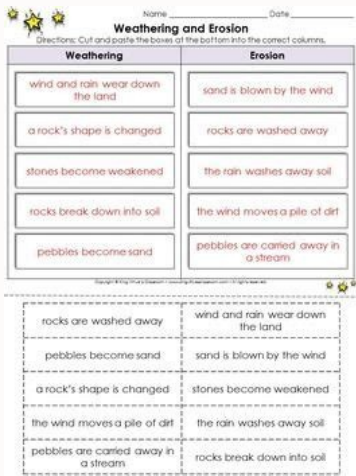 Name ________ Date ________
Weathering and Erosion
Directions: Cut and paste the boxes at the bottom into the correct columns.
Weathering Erosion
wind and rain wear down
the land
sand is blown by the wind
a rock's shape is changed
rocks are washed away
stones become weakened
the rain washes away soil
rocks break down into soil
the wind moves a pile of dirt
pebbles become sand
pebbles are carried away in
a stream
rocks are washed away
wind and rain wear down
the land
pebbles become sand
sand is blown by the wind
a rock's shape is changed
stones become weakened
the wind moves a pile of dirt
the rain washes away soil
pebbles are carried away in
a stream
rocks break down into soil